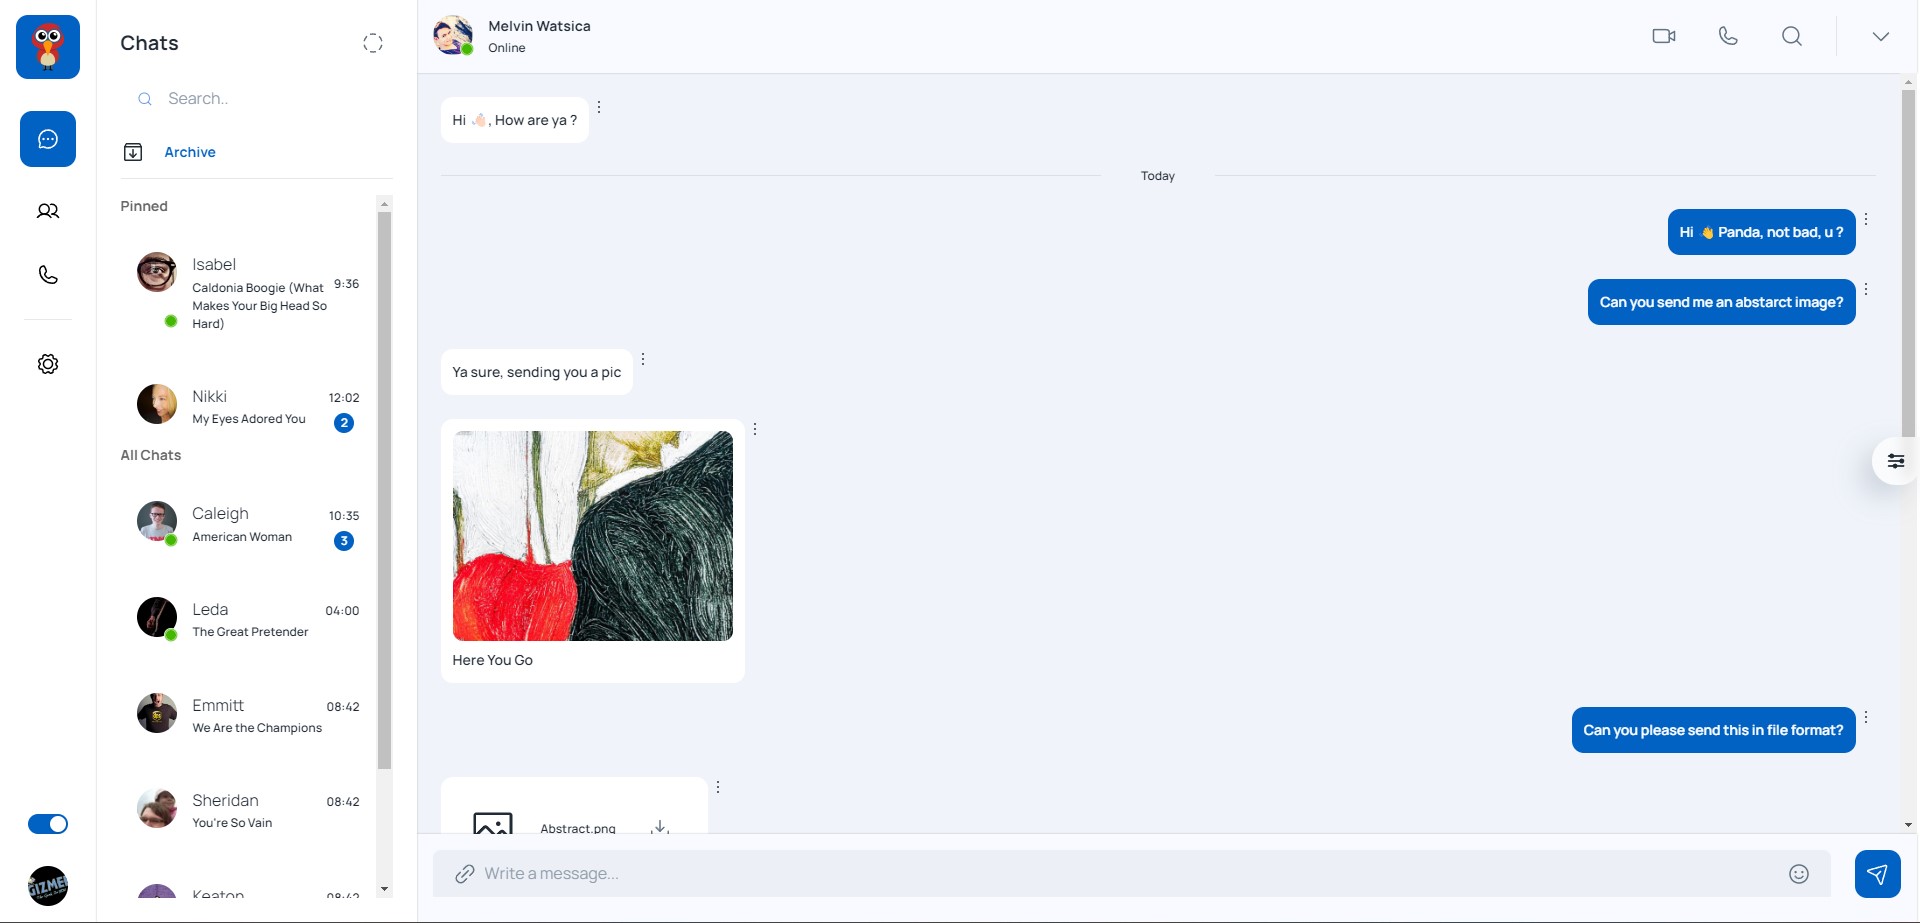 Chats
Search..
Archive
Pinned
Isabel
Caldonia Boogie (What
Makes Your Big Head So
Hard)
9:36
Nikki
12:02
My Eyes Adored You
2
All Chats
Caleigh
10:35
American Woman
3
Leda
04:00
The Great Pretender
Emmitt
08:42
We Are the Champions
Sheridan
08:42
You're So Vain
Keaton
08:42
Melvin Watsica
Online
Hi 👋🏻, How are ya ?
Today
Hi 👋 Panda, not bad, u ?
Can you send me an abstarct image?
Ya sure, sending you a pic
Here You Go
Can you please send this in file format?
Abstract.png
Write a message...